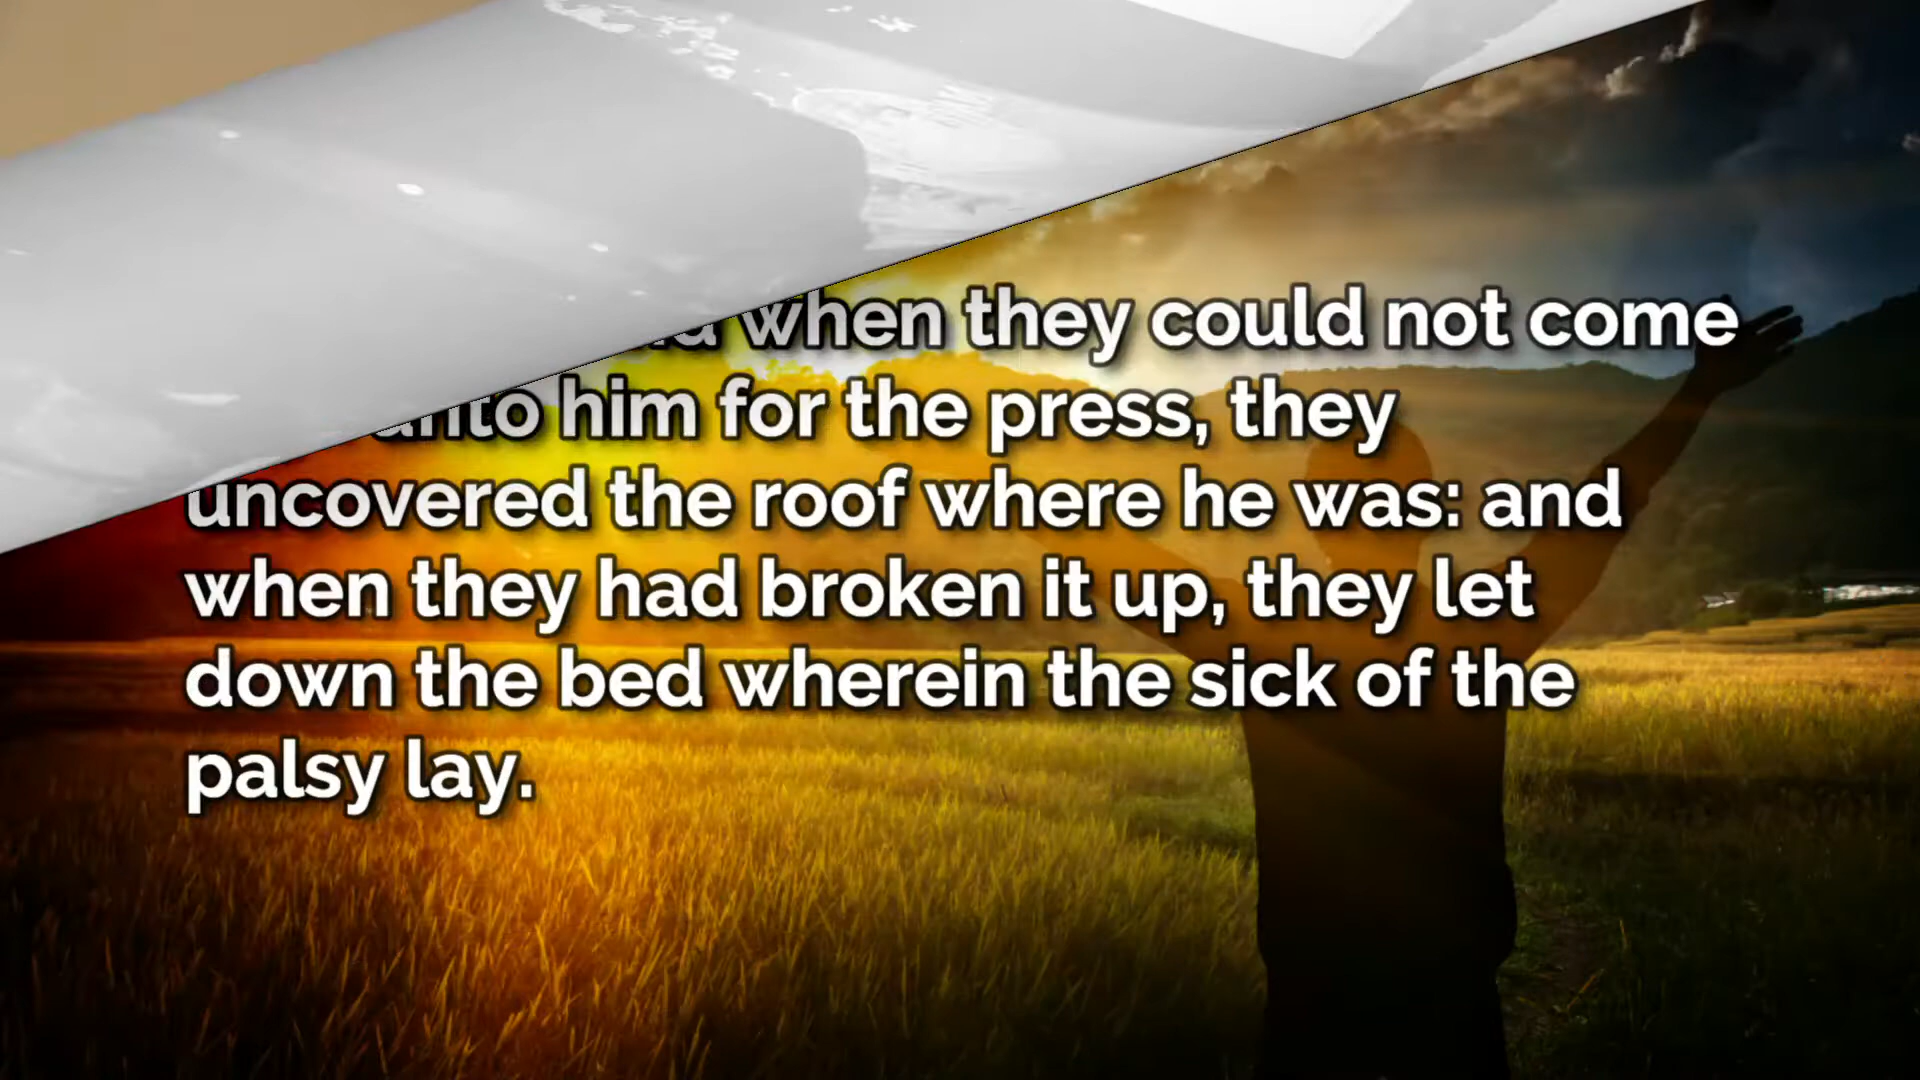 when they could not come
unto him for the press, they
uncovered the roof where he was: and
when they had broken it up, they let
down the bed wherein the sick of the
palsy lay.